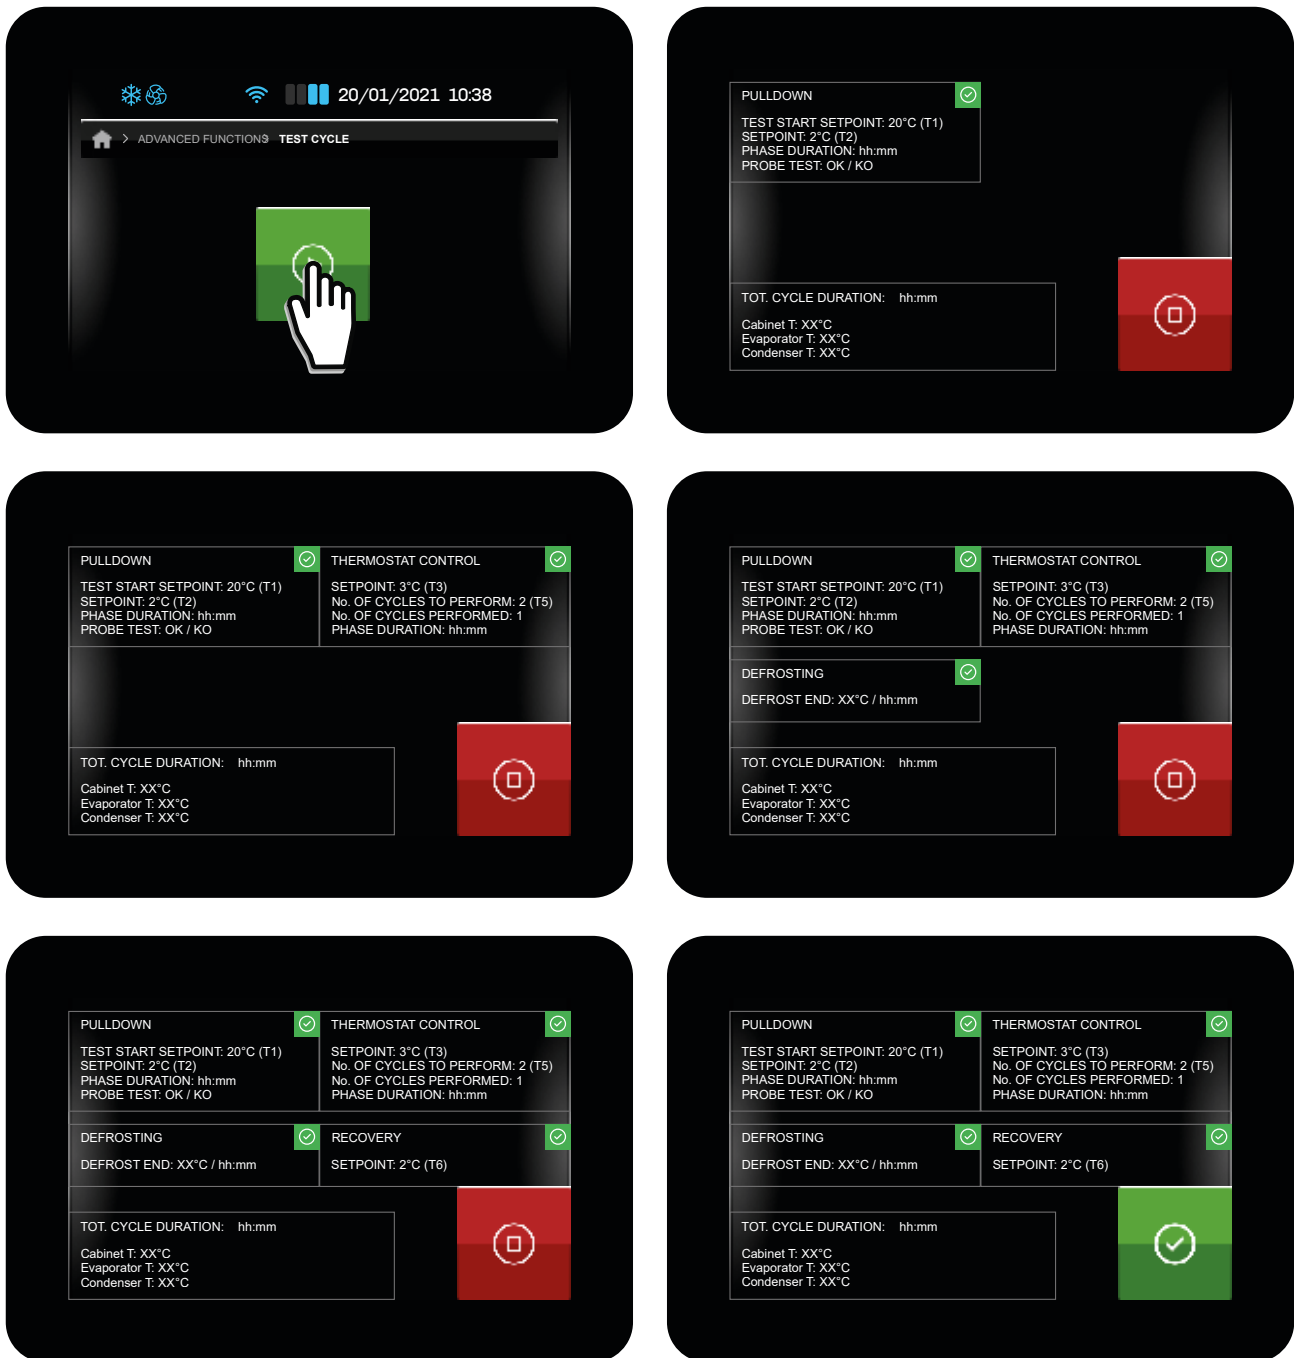 20/01/2021 10:38
> ADVANCED FUNCTIONS > TEST CYCLE
PULLDOWN
TEST START SETPOINT: 20°C (T1)
SETPOINT: 2°C (T2)
PHASE DURATION: hh:mm
PROBE TEST: OK / KO
TOT. CYCLE DURATION: hh:mm
Cabinet T: XX°C
Evaporator T: XX°C
Condenser T: XX°C
PULLDOWN
TEST START SETPOINT: 20°C (T1)
SETPOINT: 2°C (T2)
PHASE DURATION: hh:mm
PROBE TEST: OK / KO
THERMOSTAT CONTROL
SETPOINT: 3°C (T3)
No. OF CYCLES TO PERFORM: 2 (T5)
No. OF CYCLES PERFORMED: 1
PHASE DURATION: hh:mm
TOT. CYCLE DURATION: hh:mm
Cabinet T: XX°C
Evaporator T: XX°C
Condenser T: XX°C
PULLDOWN
TEST START SETPOINT: 20°C (T1)
SETPOINT: 2°C (T2)
PHASE DURATION: hh:mm
PROBE TEST: OK / KO
THERMOSTAT CONTROL
SETPOINT: 3°C (T3)
No. OF CYCLES TO PERFORM: 2 (T5)
No. OF CYCLES PERFORMED: 1
PHASE DURATION: hh:mm
DEFROSTING
DEFROST END: XX°C / hh:mm
TOT. CYCLE DURATION: hh:mm
Cabinet T: XX°C
Evaporator T: XX°C
Condenser T: XX°C
PULLDOWN
TEST START SETPOINT: 20°C (T1)
SETPOINT: 2°C (T2)
PHASE DURATION: hh:mm
PROBE TEST: OK / KO
THERMOSTAT CONTROL
SETPOINT: 3°C (T3)
No. OF CYCLES TO PERFORM: 2 (T5)
No. OF CYCLES PERFORMED: 1
PHASE DURATION: hh:mm
DEFROSTING
DEFROST END: XX°C / hh:mm
RECOVERY
SETPOINT: 2°C (T6)
TOT. CYCLE DURATION: hh:mm
Cabinet T: XX°C
Evaporator T: XX°C
Condenser T: XX°C
PULLDOWN
TEST START SETPOINT: 20°C (T1)
SETPOINT: 2°C (T2)
PHASE DURATION: hh:mm
PROBE TEST: OK / KO
THERMOSTAT CONTROL
SETPOINT: 3°C (T3)
No. OF CYCLES TO PERFORM: 2 (T5)
No. OF CYCLES PERFORMED: 1
PHASE DURATION: hh:mm
DEFROSTING
DEFROST END: XX°C / hh:mm
RECOVERY
SETPOINT: 2°C (T6)
TOT. CYCLE DURATION: hh:mm
Cabinet T: XX°C
Evaporator T: XX°C
Condenser T: XX°C